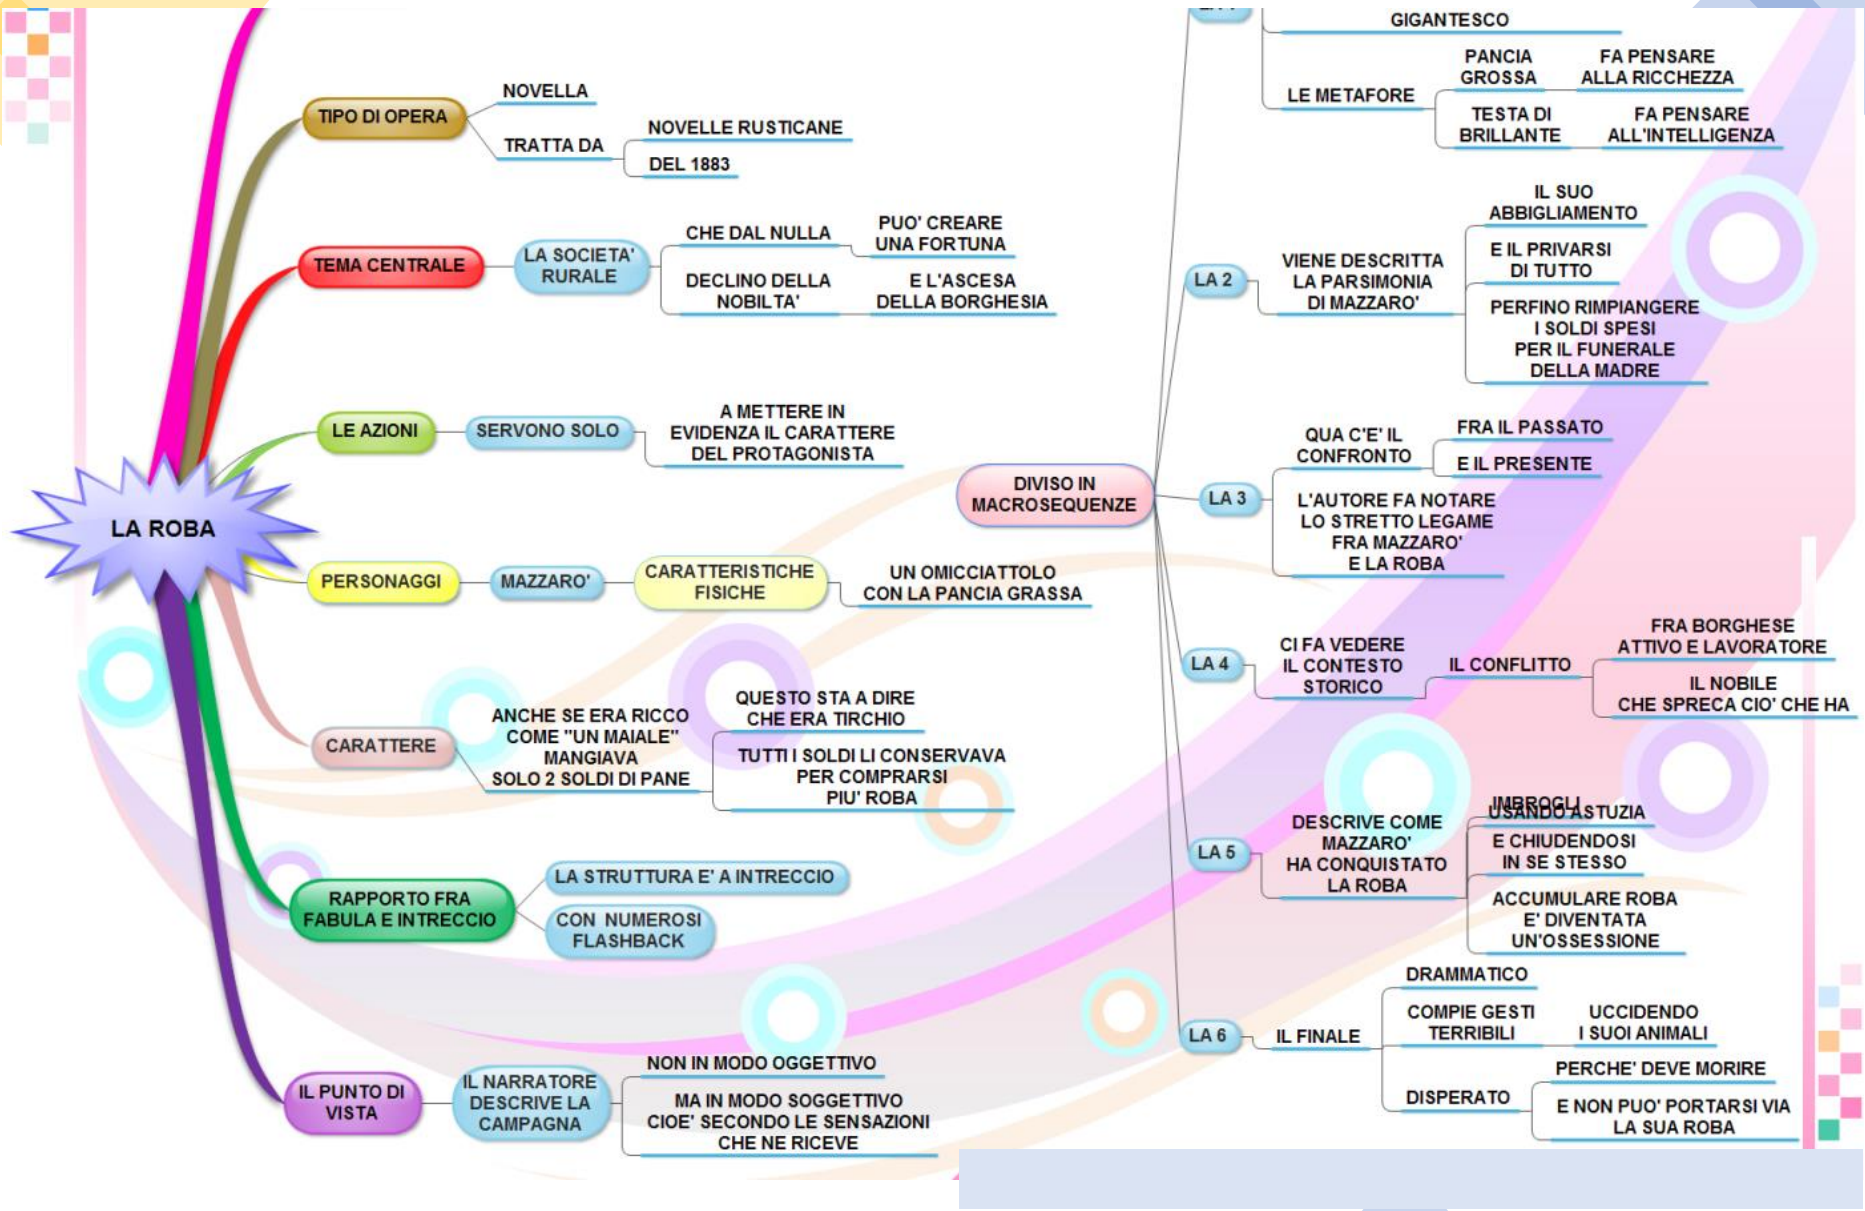 LA ROBA
TIPO DI OPERA
NOVELLA
TRATTA DA
NOVELLE RUSTICANE
DEL 1883
TEMA CENTRALE
LA SOCIETA'
RURALE
CHE DAL NULLA
PUO' CREARE
UNA FORTUNA
DECLINO DELLA
NOBILTA'
E L'ASCESA
DELLA BORGHESIA
LE AZIONI
SERVONO SOLO
A METTERE IN
EVIDENZA IL CARATTERE
DEL PROTAGONISTA
PERSONAGGI
MAZZARO'
CARATTERISTICHE
FISICHE
UN OMICCIATTOLO
CON LA PANCIA GRASSA
CARATTERE
ANCHE SE ERA RICCO
COME "UN MAIALE"
MANGIAVA
SOLO 2 SOLDI DI PANE
QUESTO STA A DIRE
CHE ERA TIRCHIO
TUTTI I SOLDI LI CONSERVAVA
PER COMPRARSI
PIU' ROBA
RAPPORTO FRA
FABULA E INTRECCIO
LA STRUTTURA E' A INTRECCIO
CON NUMEROSI
FLASHBACK
IL PUNTO DI
VISTA
IL NARRATORE
DESCRIVE LA
CAMPAGNA
NON IN MODO OGGETTIVO
MA IN MODO SOGGETTIVO
CIOE' SECONDO LE SENSAZIONI
CHE NE RICEVE
DIVISO IN
MACROSEQUENZE
GIGANTESCO
LE METAFORE
PANCIA
GROSSA
FA PENSARE
ALLA RICCHEZZA
TESTA DI
BRILLANTE
FA PENSARE
ALL'INTELLIGENZA
LA 2
VIENE DESCRITTA
LA PARSIMONIA
DI MAZZARO'
IL SUO
ABBIGLIAMENTO
E IL PRIVARSI
DI TUTTO
PERFINO RIMPIANGERE
I SOLDI SPESI
PER IL FUNERALE
DELLA MADRE
LA 3
QUA C'E' IL
CONFRONTO
FRA IL PASSATO
E IL PRESENTE
L'AUTORE FA NOTARE
LO STRETTO LEGAME
FRA MAZZARO'
E LA ROBA
LA 4
CI FA VEDERE
IL CONTESTO
STORICO
IL CONFLITTO
FRA BORGHESE
ATTIVO E LAVORATORE
IL NOBILE
CHE SPRECA CIO' CHE HA
LA 5
DESCRIVE COME
MAZZARO'
HA CONQUISTATO
LA ROBA
IMBROGLI
USANDO ASTUZIA
E CHIUDENDOSI
IN SE STESSO
ACCUMULARE ROBA
E' DIVENTATA
UN'OSSESSIONE
LA 6
IL FINALE
DRAMMATICO
COMPIE GESTI
TERRIBILI
UCCIDENDO
I SUOI ANIMALI
DISPERATO
PERCHE' DEVE MORIRE
E NON PUO' PORTARSI VIA
LA SUA ROBA